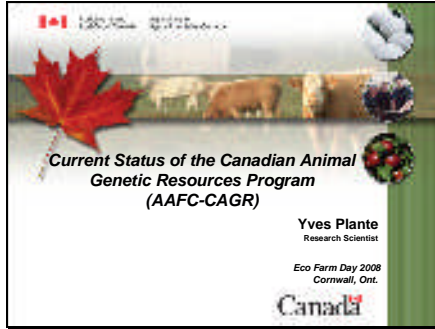 Current Status of the Canadian Animal
Genetic Resources Program
(AAFC-CAGR)
Yves Plante
Research Scientist
Eco Farm Day 2008
Cornwall, Ont.
Canada